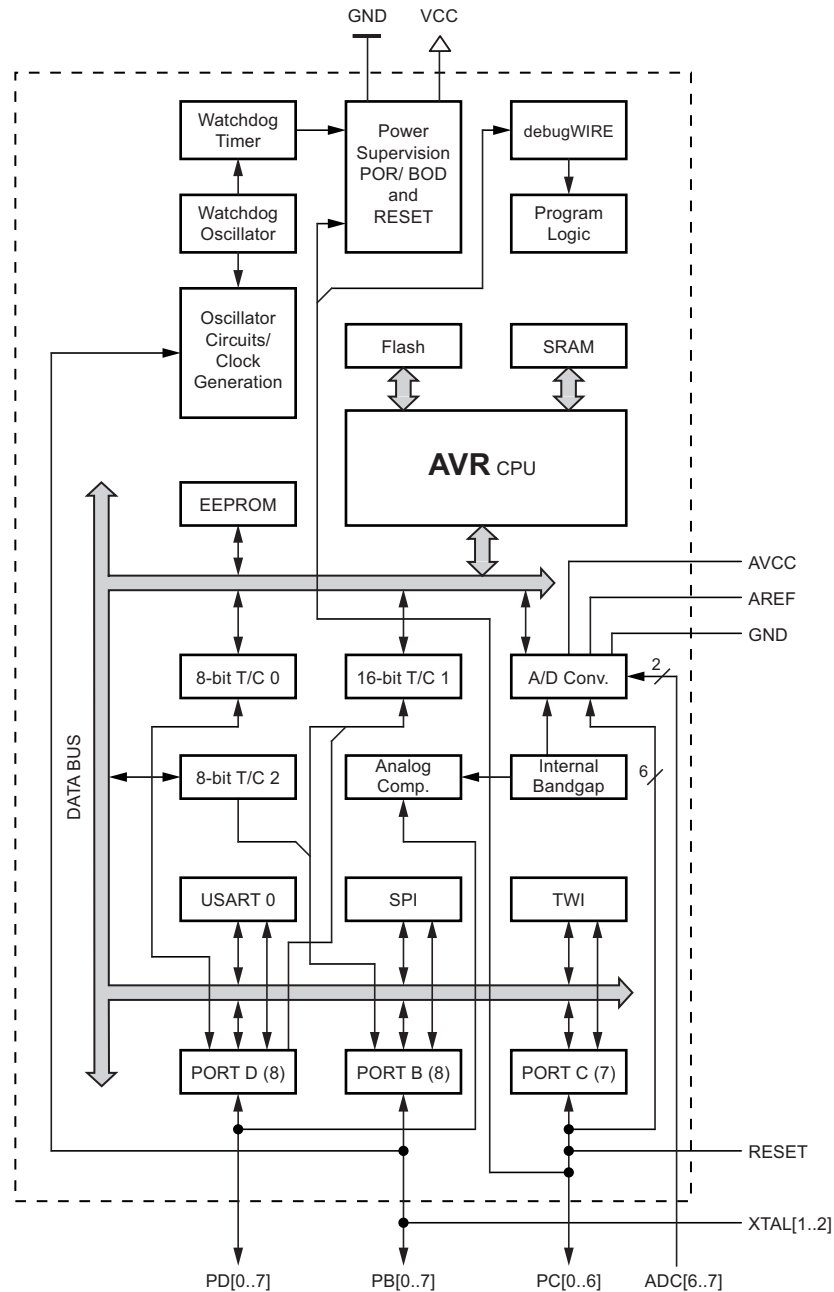 GND
VCC
Watchdog
Timer
Power
Supervision
POR/ BOD
and
RESET
debugWIRE
Watchdog
Oscillator
Program
Logic
Oscillator
Circuits/
Clock
Generation
Flash
SRAM
AVR CPU
EEPROM
AVCC
AREF
GND
8-bit T/C 0
16-bit T/C 1
A/D Conv.
2
DATA BUS
8-bit T/C 2
Analog
Comp.
Internal
Bandgap
6
USART 0
SPI
TWI
PORT D (8)
PORT B (8)
PORT C (7)
RESET
XTAL[1..2]
PD[0..7]
PB[0..7]
PC[0..6]
ADC[6..7]